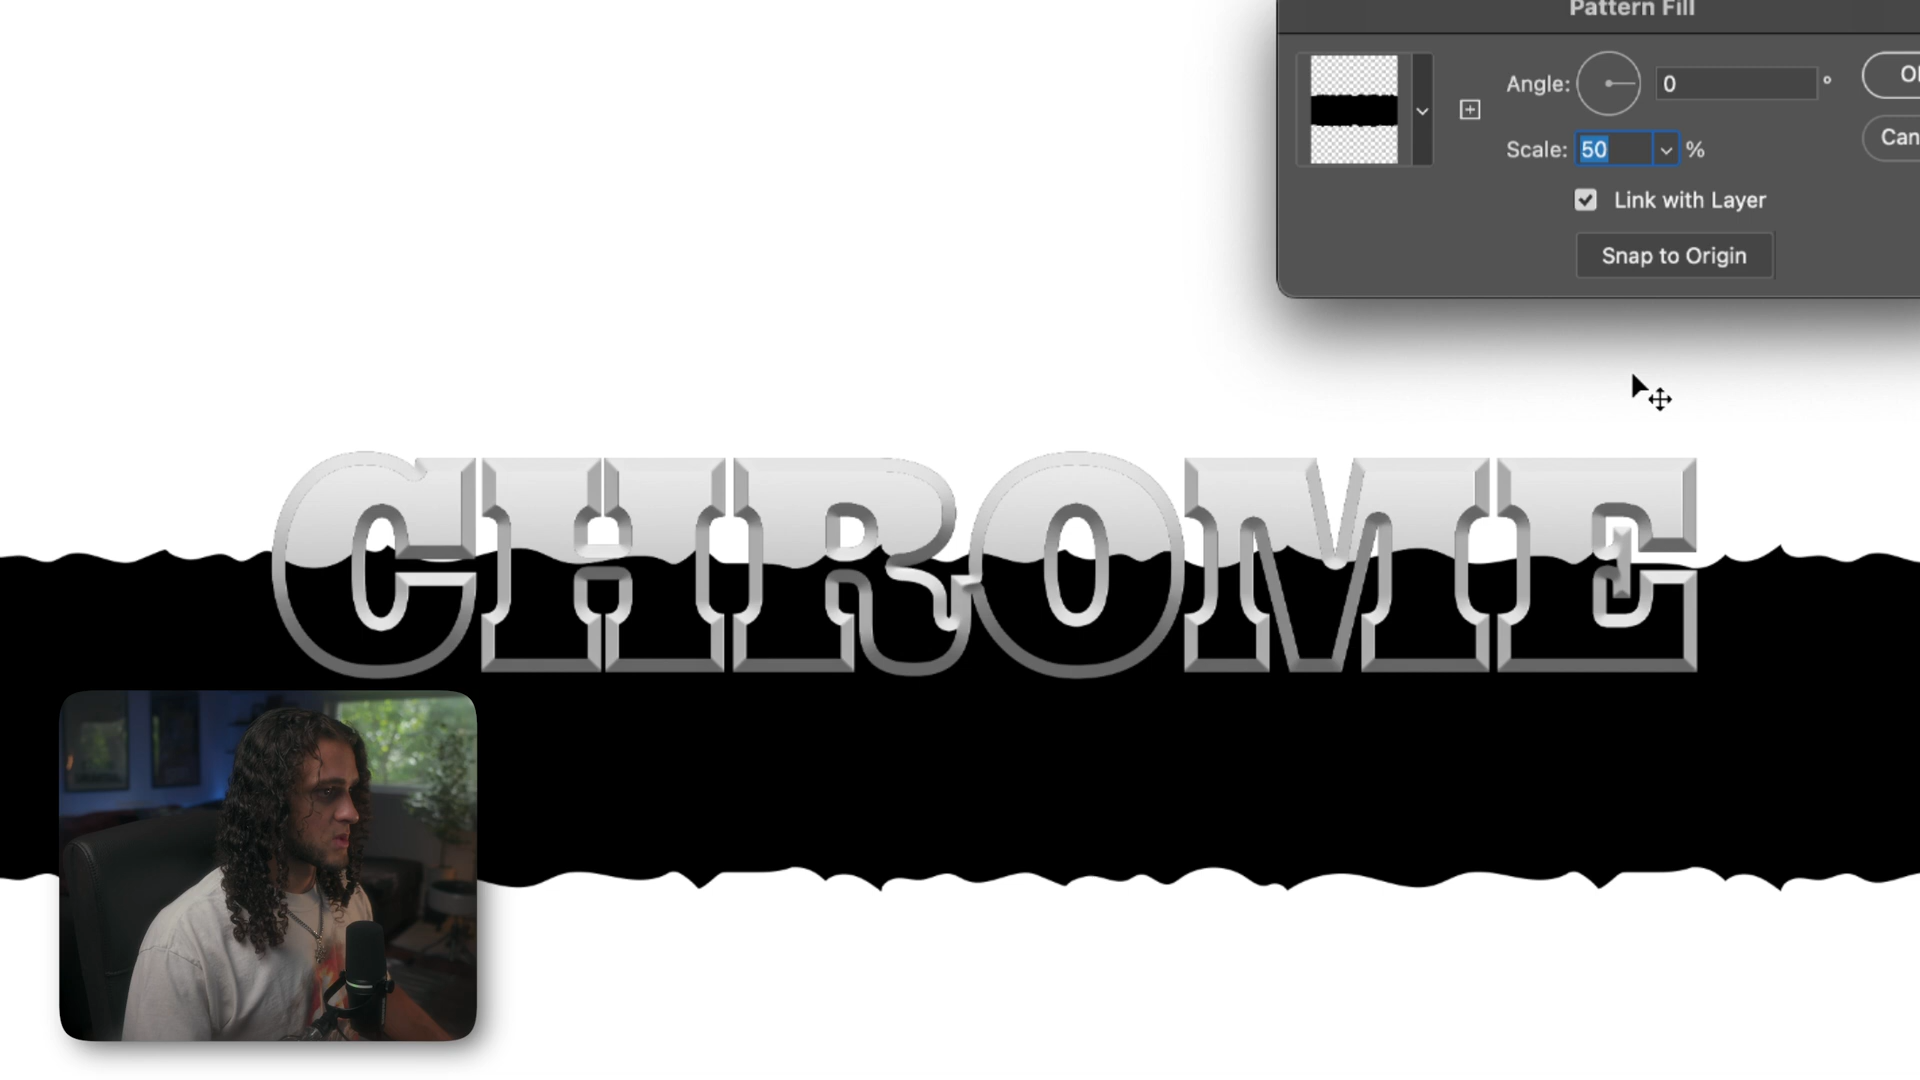 Pattern Fill
Angle: 0 °
Scale: 50 %
Link with Layer
Snap to Origin
CHROME